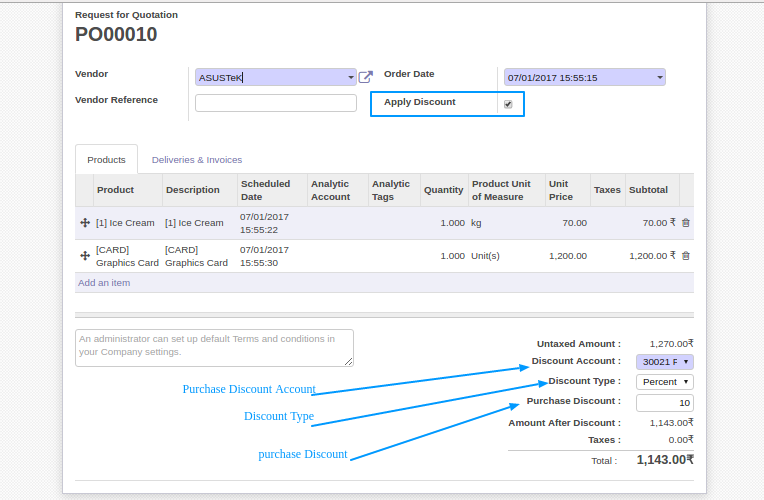 Request for Quotation
PO00010
Vendor
ASUSTeK
Order Date
07/01/2017 15:55:15
Vendor Reference
Apply Discount
Products
Deliveries & Invoices
Product Description Scheduled Date Analytic Account Analytic Tags Quantity Product Unit of Measure Unit Price Taxes Subtotal
[1] Ice Cream [1] Ice Cream 07/01/2017 15:55:22 1.000 kg 70.00 70.00 ₹
[CARD] Graphics Card [CARD] Graphics Card 07/01/2017 15:55:30 1.000 Unit(s) 1,200.00 1,200.00 ₹
Add an item
An administrator can set up default Terms and conditions in
your Company settings.
Untaxed Amount : 1,270.00₹
Discount Account : 30021 F
Discount Type : Percent
Purchase Discount : 10
Amount After Discount : 1,143.00₹
Taxes : 0.00₹
Total : 1,143.00₹
Purchase Discount Account
Discount Type
purchase Discount